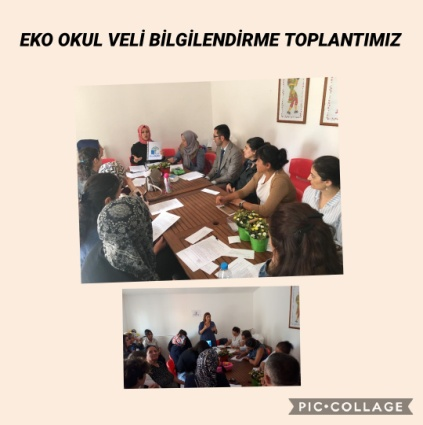 EKO OKUL VELİ BİLGİLENDİRME TOPLANTIMIZ
PIC•COLLAGE